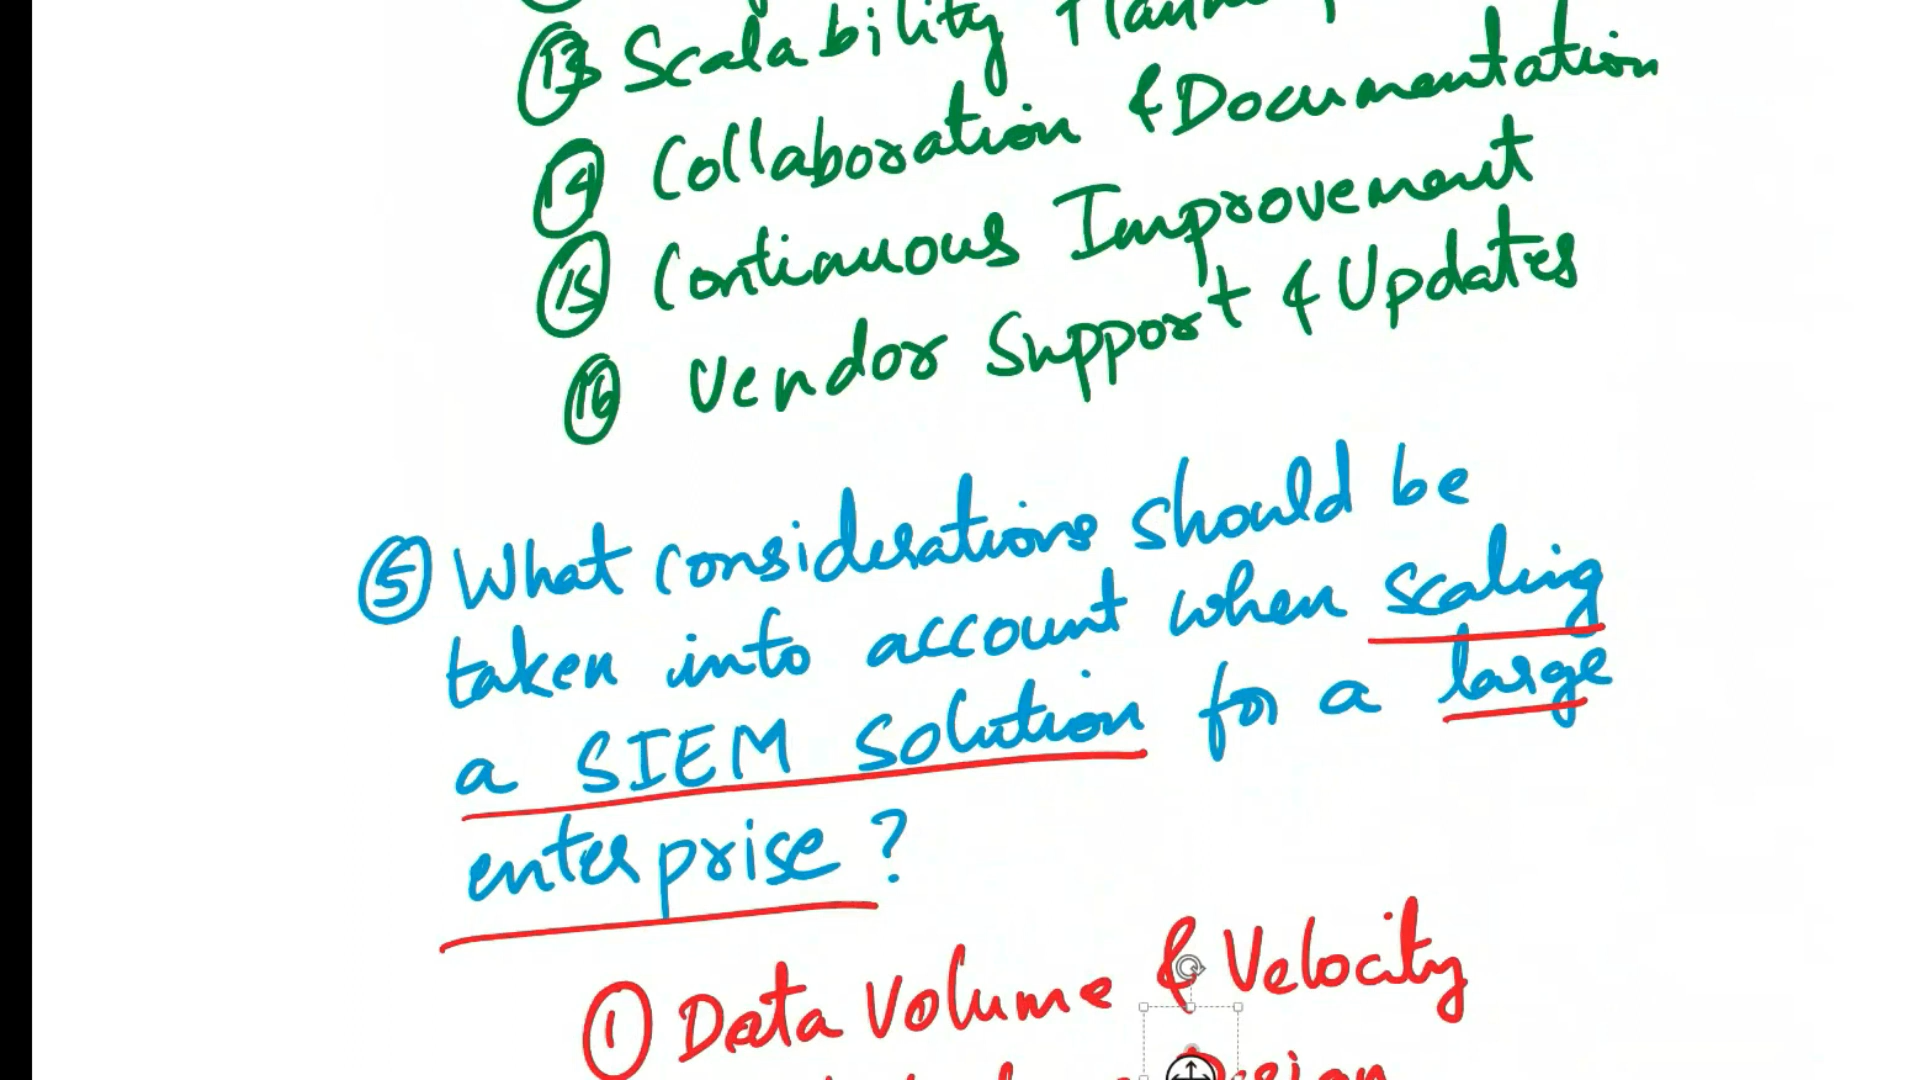 13 Scalability
14 Collaboration & Documentation
15 Continuous Improvement
16 Vendor Support & Updates
5 What considerations should be
taken into account when scaling
a SIEM Solution for a large
enterprise?
1 Data Volume & Velocity